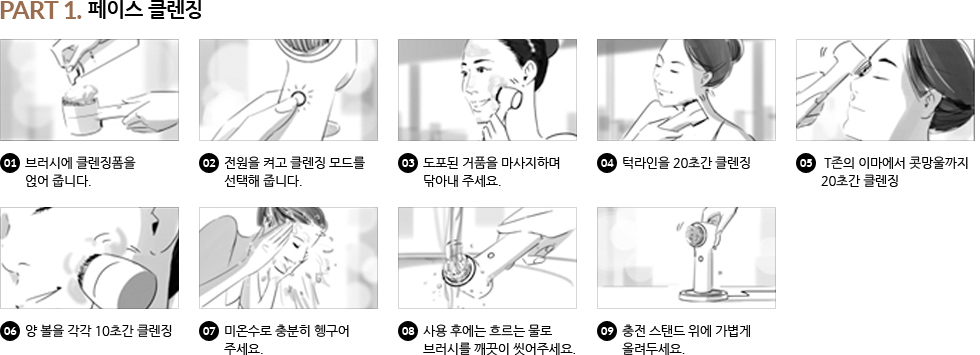 PART 1. 페이스 클렌징
01 브러시에 클렌징폼을
얹어 줍니다.
02 전원을 켜고 클렌징 모드를
선택해 줍니다.
03 도포된 거품을 마사지하며
닦아내 주세요.
04 턱라인을 20초간 클렌징
05 T존의 이마에서 콧망울까지
20초간 클렌징
06 양 볼을 각각 10초간 클렌징
07 미온수로 충분히 헹구어
주세요.
08 사용 후에는 흐르는 물로
브러시를 깨끗이 씻어주세요.
09 충전 스탠드 위에 가볍게
올려두세요.